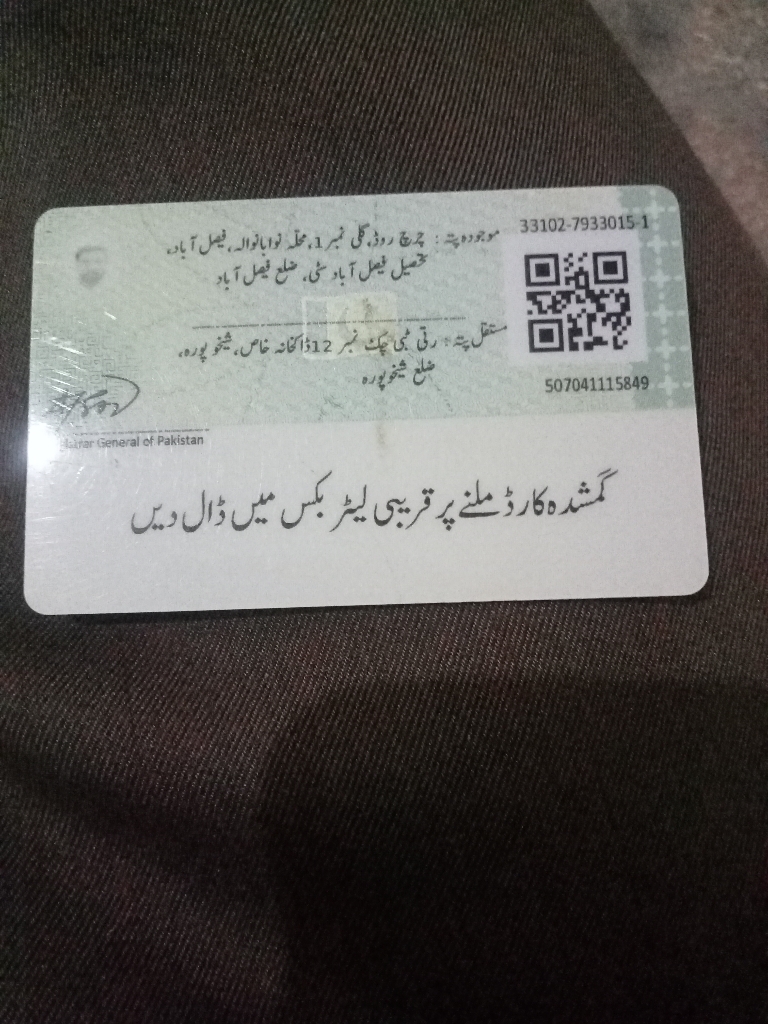 33102-7933015-1
موجودہ پتہ: چرچ روڈ، گلی نمبر 1، محلہ نوابانوالہ، فیصل آباد،
تحصیل فیصل آباد سٹی، ضلع فیصل آباد
مستقل پتہ: رتی ٹبی چک نمبر 12 ڈاکخانہ خاص، شیخوپورہ،
ضلع شیخوپورہ
507041115849
General of Pakistan
گمشدہ کارڈ ملنے پر قریبی لیٹر بکس میں ڈال دیں